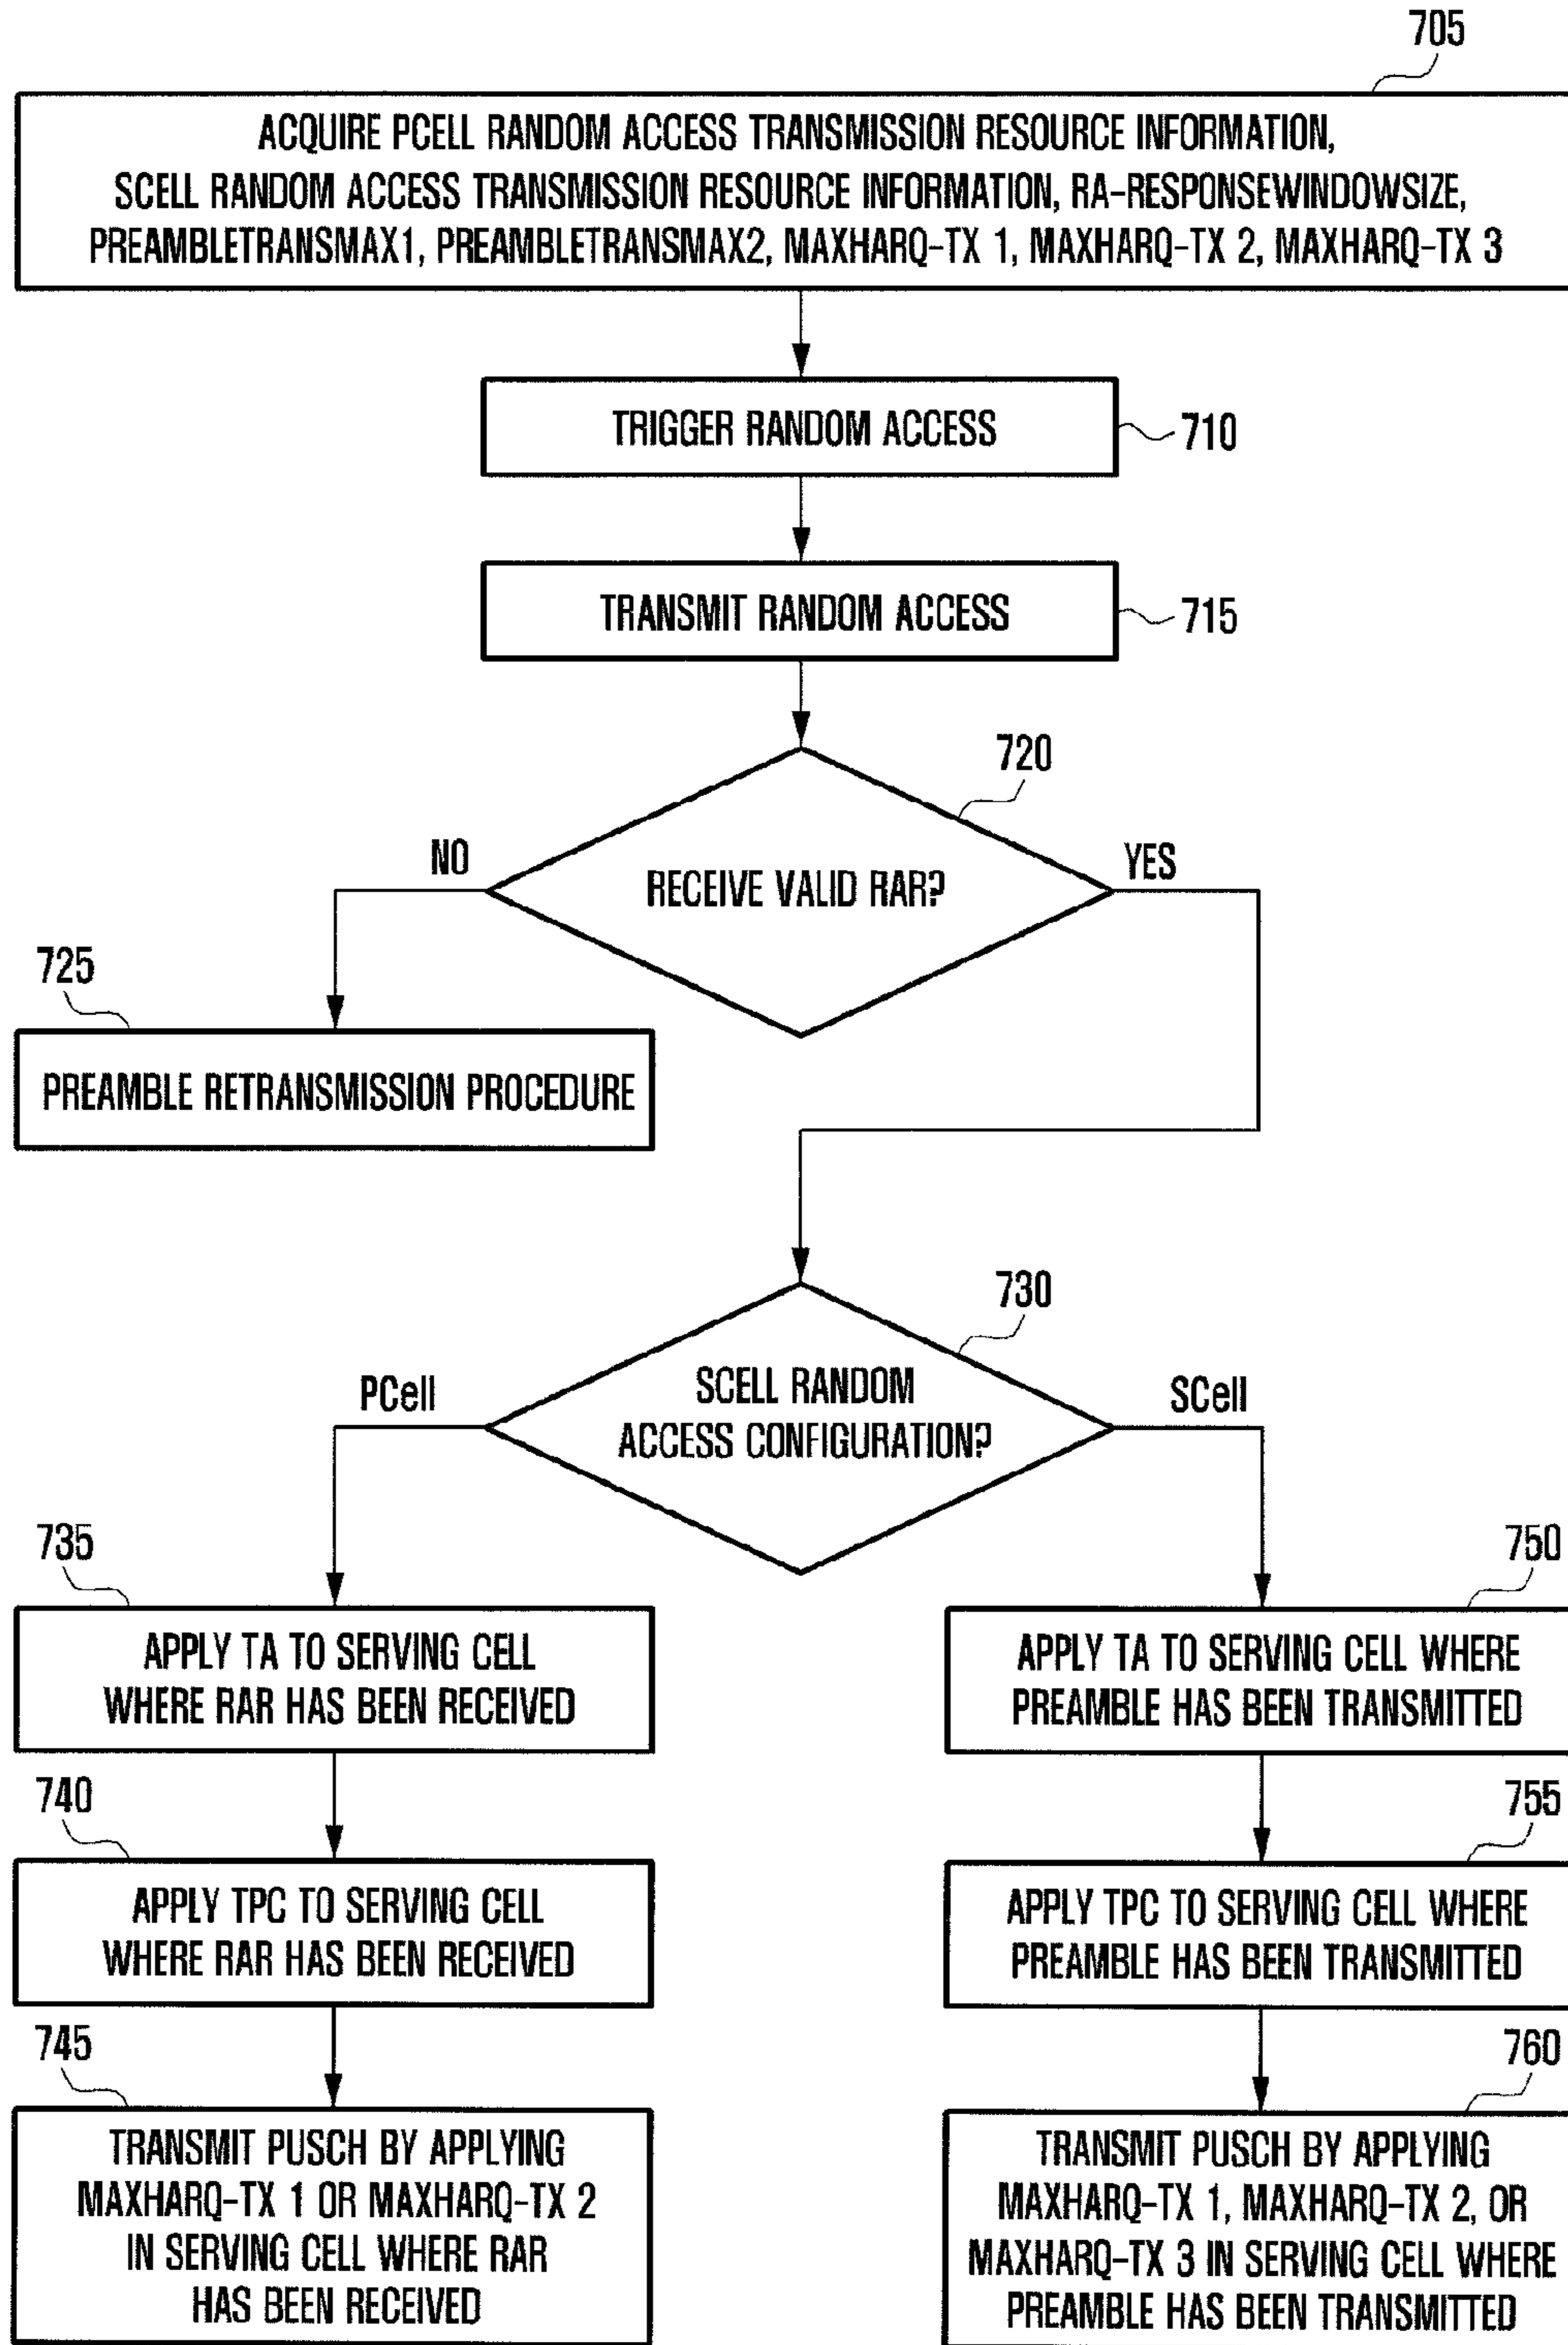 705
ACQUIRE PCELL RANDOM ACCESS TRANSMISSION RESOURCE INFORMATION,
SCELL RANDOM ACCESS TRANSMISSION RESOURCE INFORMATION, RA-RESPONSEWINDOWSIZE,
PREAMBLETRANSMAX1, PREAMBLETRANSMAX2, MAXHARQ-TX 1, MAXHARQ-TX 2, MAXHARQ-TX 3
TRIGGER RANDOM ACCESS
710
TRANSMIT RANDOM ACCESS
715
720
NO
YES
RECEIVE VALID RAR?
725
PREAMBLE RETRANSMISSION PROCEDURE
730
PCell
SCell
SCELL RANDOM
ACCESS CONFIGURATION?
735
APPLY TA TO SERVING CELL
WHERE RAR HAS BEEN RECEIVED
740
APPLY TPC TO SERVING CELL
WHERE RAR HAS BEEN RECEIVED
745
TRANSMIT PUSCH BY APPLYING
MAXHARQ-TX 1 OR MAXHARQ-TX 2
IN SERVING CELL WHERE RAR
HAS BEEN RECEIVED
750
APPLY TA TO SERVING CELL WHERE
PREAMBLE HAS BEEN TRANSMITTED
755
APPLY TPC TO SERVING CELL WHERE
PREAMBLE HAS BEEN TRANSMITTED
760
TRANSMIT PUSCH BY APPLYING
MAXHARQ-TX 1, MAXHARQ-TX 2, OR
MAXHARQ-TX 3 IN SERVING CELL WHERE
PREAMBLE HAS BEEN TRANSMITTED